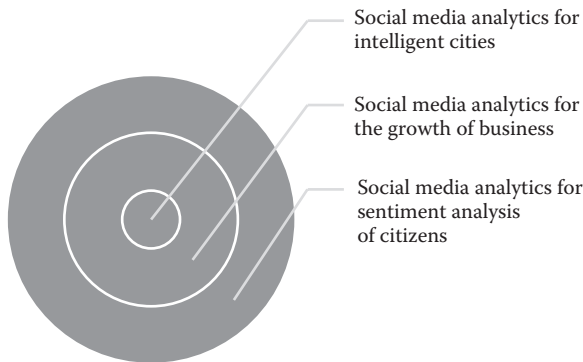 Social media analytics for
intelligent cities
Social media analytics for
the growth of business
Social media analytics for
sentiment analysis
of citizens